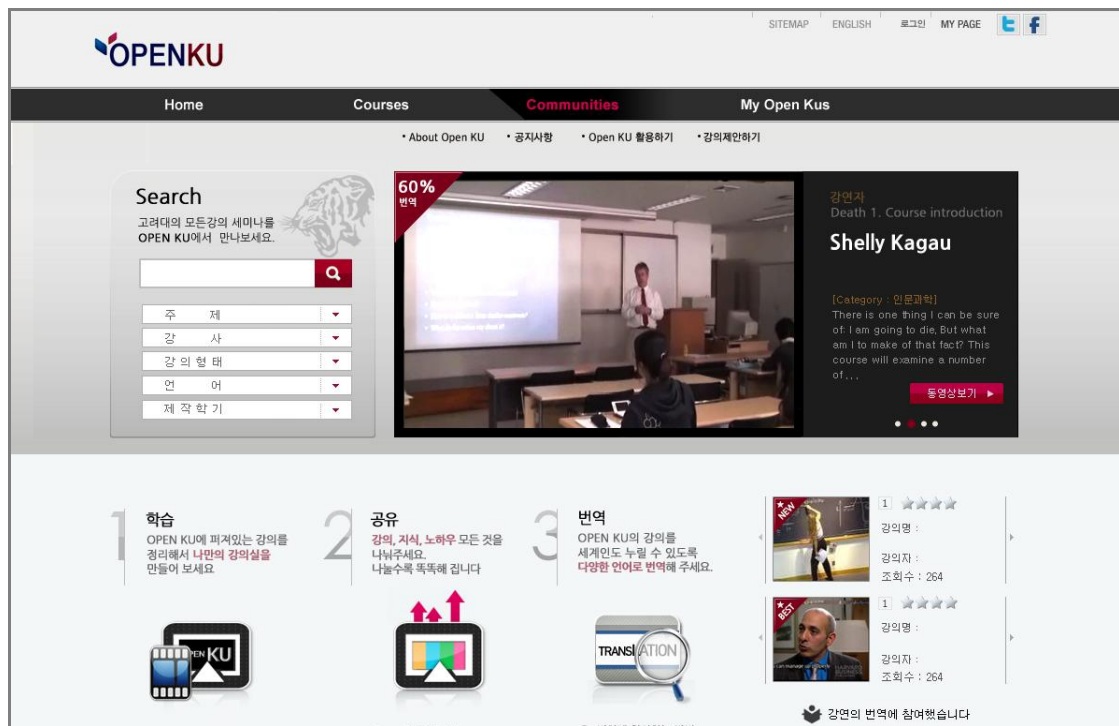 SITEMAP ENGLISH 로그인 MY PAGE
OPENKU
Home Courses Communities My Open Kus
• About Open KU • 공지사항 • Open KU 활용하기 • 강의제안하기
Search
고려대의 모든강의 세미나를
OPEN KU에서 만나보세요.
주 제
강 사
강 의 형 태
언 어
제 작 학 기
60%
번역
강연자
Death 1. Course introduction
Shelly Kagau
[Category : 인문과학]
There is one thing I can be sure
of: I am going to die, But what
am I to make of that fact? This
course will examine a number
of...
동영상보기
1
학습
OPEN KU에 퍼져있는 강의를
정리해서 나만의 강의실을
만들어 보세요
OPEN KU
2
공유
강의, 지식, 노하우 모든 것을
나눠주세요.
나눌수록 똑똑해 집니다
3
번역
OPEN KU의 강의를
세계인도 누릴 수 있도록
다양한 언어로 번역해 주세요.
TRANSLATION
NEW
1
강의명 :
강의자 :
조회수 : 264
BEST
1
강의명 :
강의자 :
조회수 : 264
강연의 번역에 참여했습니다